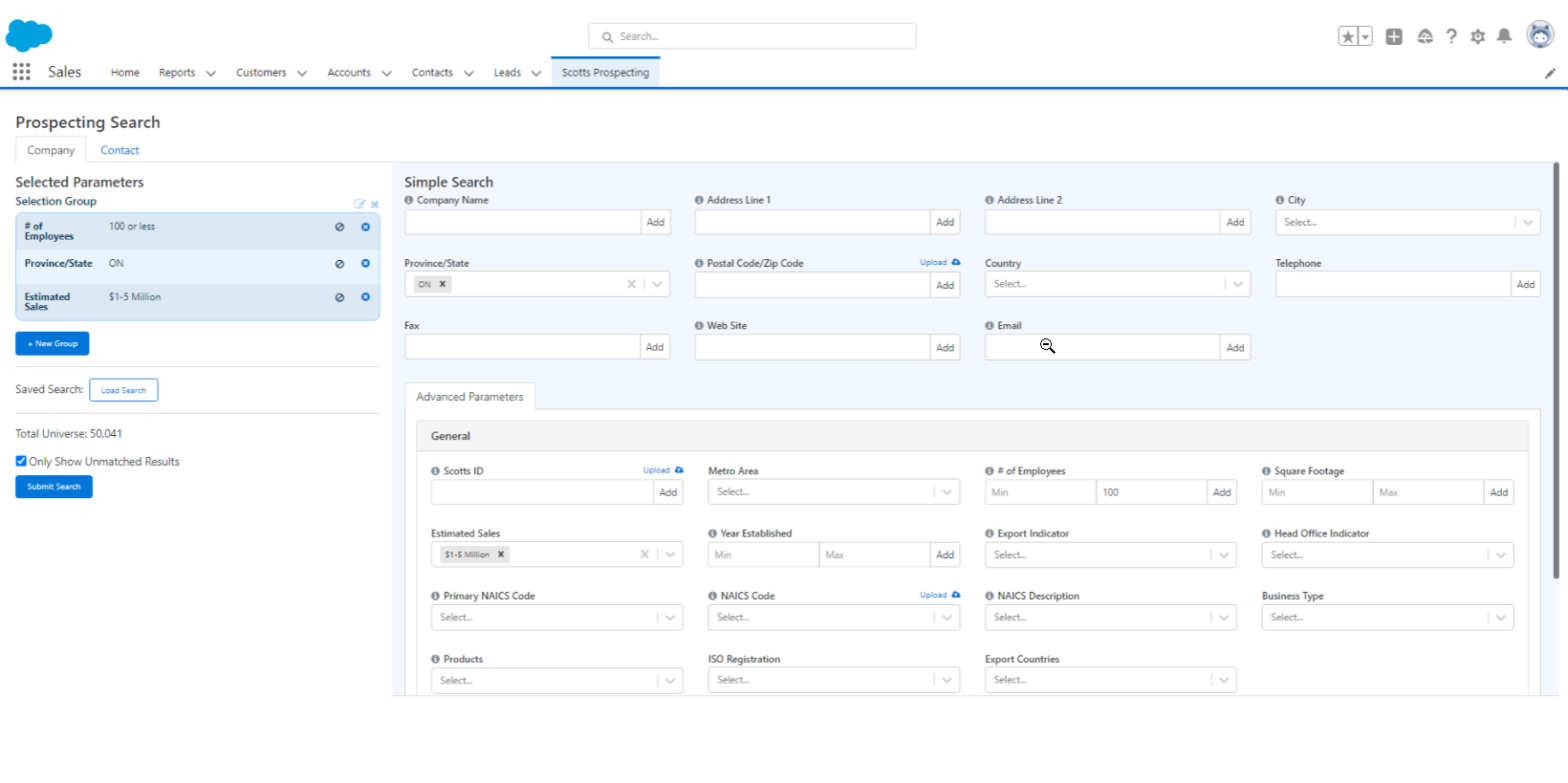 Search...
Sales Home Reports Customers Accounts Contacts Leads Scotts Prospecting
Prospecting Search
Company Contact
Selected Parameters
Selection Group
# of Employees 100 or less
Province/State ON
Estimated Sales $1-5 Million
+ New Group
Saved Search: Load Search
Total Universe: 50,041
Only Show Unmatched Results
Submit Search
Simple Search
Company Name Address Line 1 Address Line 2 City
Add Add Add Select...
Province/State Postal Code/Zip Code Upload Country Telephone
ON Add Select... Add
Fax Web Site Email
Add Add Add
Advanced Parameters
General
Scotts ID Upload Metro Area # of Employees Square Footage
Add Select... Min 100 Add Min Max Add
Estimated Sales Year Established Export Indicator Head Office Indicator
$1-5 Million Min Max Add Select... Select...
Primary NAICS Code NAICS Code Upload NAICS Description Business Type
Select... Select... Select... Select...
Products ISO Registration Export Countries
Select... Select... Select...